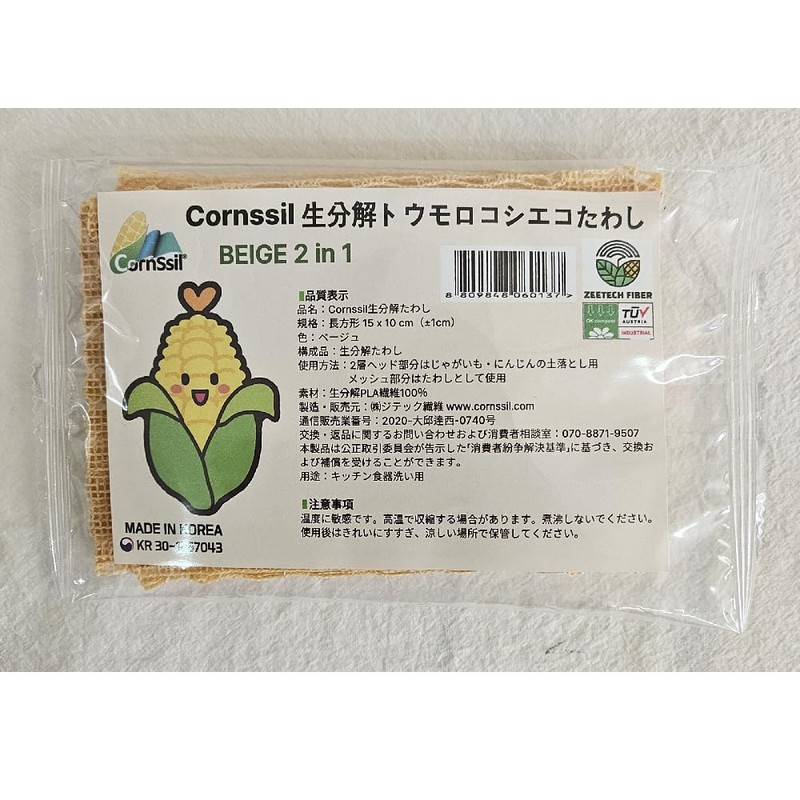 Cornssil 生分解トウモロコシエコたわし
CornSsil®
BEIGE 2 in 1
8 809848 060137 >
ZEETECH FIBER
OK compost
TÜV
AUSTRIA
INDUSTRIAL
品質表示
品名：Cornssil生分解たわし
規格：長方形 15 x 10 cm（±1cm）
色：ベージュ
構成品：生分解たわし
使用方法：2層ヘッド部分はじゃがいも・にんじんの土落とし用
メッシュ部分はたわしとして使用
素材：生分解PLA繊維100%
製造・販売元：㈱ジテック繊維 www.cornssil.com
通信販売業番号：2020-大邱達西-0740号
交換・返品に関するお問い合わせおよび消費者相談室：070-8871-9507
本製品は公正取引委員会が告示した「消費者紛争解決基準」に基づき、交換お
よび補償を受けることができます。
用途：キッチン食器洗い用
注意事項
温度に敏感です。高温で収縮する場合があります。煮沸しないでください。
使用後はきれいにすすぎ、涼しい場所で保管してください。
MADE IN KOREA
KR 30-